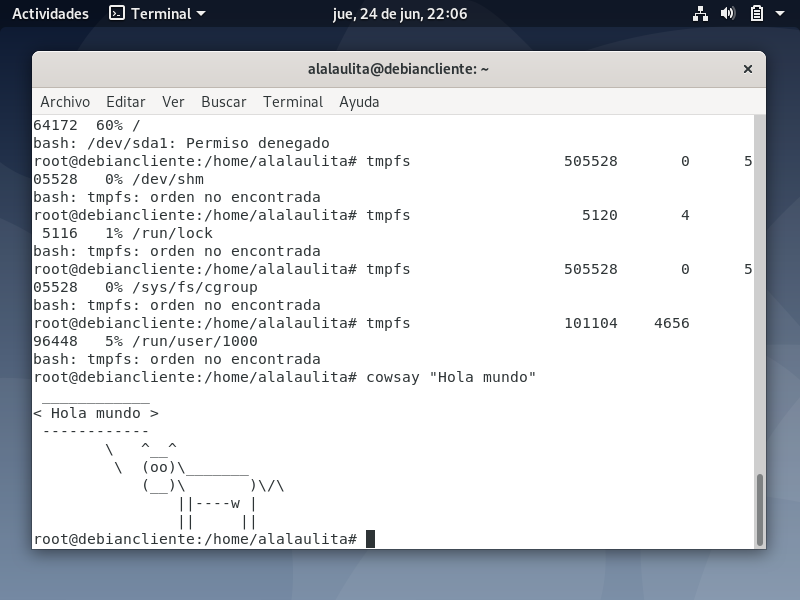 Actividades Terminal jue, 24 de jun, 22:06
alalaulita@debiancliente: ~ ×
Archivo Editar Ver Buscar Terminal Ayuda
64172  60% /
bash: /dev/sda1: Permiso denegado
root@debiancliente:/home/alalaulita# tmpfs                 505528       0      5
05528   0% /dev/shm
bash: tmpfs: orden no encontrada
root@debiancliente:/home/alalaulita# tmpfs                   5120       4
 5116   1% /run/lock
bash: tmpfs: orden no encontrada
root@debiancliente:/home/alalaulita# tmpfs                 505528       0      5
05528   0% /sys/fs/cgroup
bash: tmpfs: orden no encontrada
root@debiancliente:/home/alalaulita# tmpfs                 101104    4656
96448   5% /run/user/1000
bash: tmpfs: orden no encontrada
root@debiancliente:/home/alalaulita# cowsay "Hola mundo"
 ____________
< Hola mundo >
 ------------
        \   ^__^
         \  (oo)\_______
            (__)\       )\/\
                ||----w |
                ||     ||
root@debiancliente:/home/alalaulita#